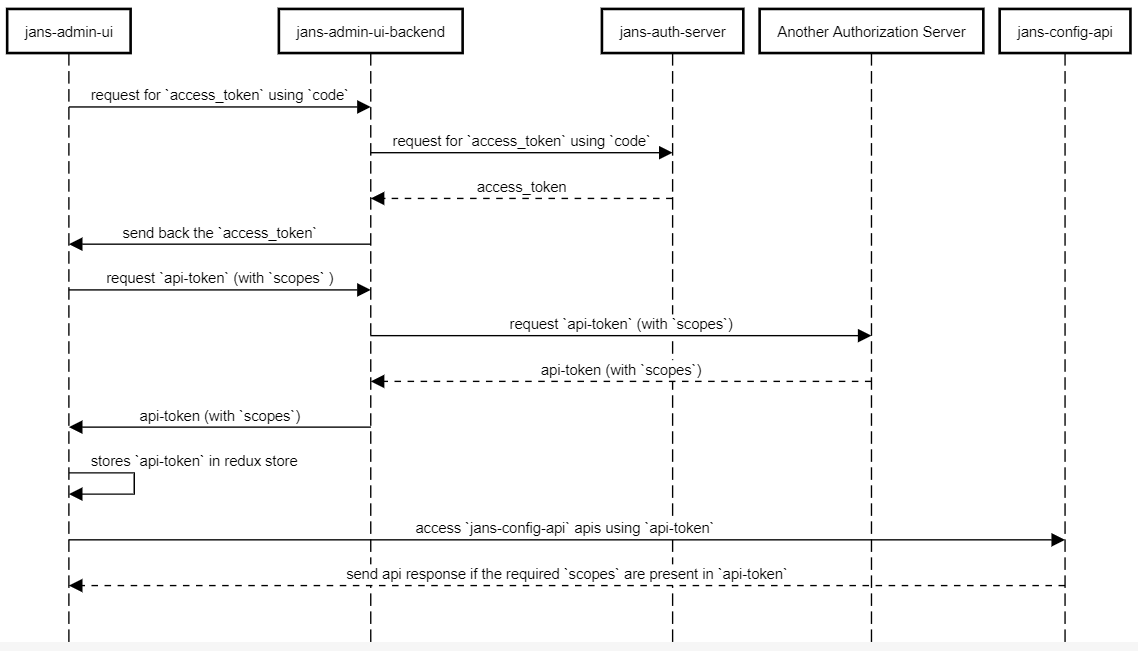 jans-admin-ui
jans-admin-ui-backend
jans-auth-server
Another Authorization Server
jans-config-api
request for `access_token` using `code`
request for `access_token` using `code`
access_token
send back the `access_token`
request `api-token` (with `scopes` )
request `api-token` (with `scopes`)
api-token (with `scopes`)
api-token (with `scopes`)
stores `api-token` in redux store
access `jans-config-api` apis using `api-token`
send api response if the required `scopes` are present in `api-token`